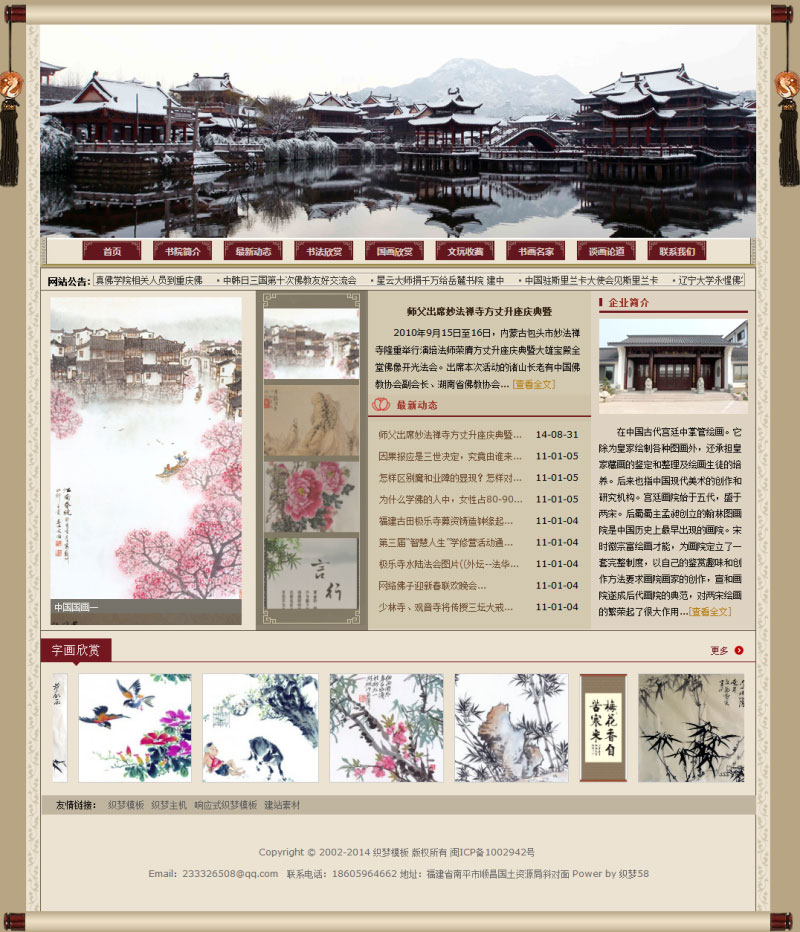 首页 书院简介 最新动态 书法欣赏 国画欣赏 文玩收藏 书画名家 谈画论道 联系我们
网站公告: 真佛学院相关人员到重庆佛 • 中韩日三国第十次佛教友好交流会 • 星云大师捐千万给岳麓书院 建中 • 中国驻斯里兰卡大使会见斯里兰卡 • 辽宁大学永惺佛
中国国画一
言行
师父出席妙法禅寺方丈升座庆典暨
2010年9月15日至16日，内蒙古包头市妙法禅
寺隆重举行演培法师荣膺方丈升座庆典暨大雄宝殿全
堂佛像开光法会。出席本次活动的诸山长老有中国佛
教协会副会长、湖南省佛教协会... [查看全文]
最新动态
师父出席妙法禅寺方丈升座庆典暨... 14-08-31
因果报应是三世决定，究竟由谁来... 11-01-05
怎样区别魔和业障的显现？怎样对... 11-01-05
为什么学佛的人中，女性占80-90... 11-01-05
福建古田极乐寺募资铸造钟缘起... 11-01-04
第三届“智慧人生”学修营活动通... 11-01-04
极乐寺水陆法会图片((外坛--法华... 11-01-04
网络佛子迎新春联欢晚会... 11-01-04
少林寺、观音寺将传授三坛大戒... 11-01-04
企业简介
在中国古代宫廷中掌管绘画。它
除为皇家绘制各种图画外，还承担皇
家藏画的鉴定和整理及绘画生徒的培
养。后来也指中国现代美术的创作和
研究机构。宫廷画院始于五代，盛于
两宋。后蜀蜀主孟昶创立的翰林图画
院是中国历史上最早出现的画院。宋
时徽宗富绘画才能，为画院定立了一
套完整制度，以自己的鉴赏趣味和创
作方法要求画院画家的创作，宣和画
院遂成后代画院的典范，对两宋绘画
的繁荣起了很大作用...[查看全文]
字画欣赏 更多
梅花香自
苦寒来
友情链接: 织梦模板 织梦主机 响应式织梦模板 建站素材
Copyright © 2002-2014 织梦模板 版权所有 闽ICP备1002942号
Email: 233326508@qq.com 联系电话: 18605964662 地址: 福建省南平市顺昌国土资源局斜对面 Power by 织梦58